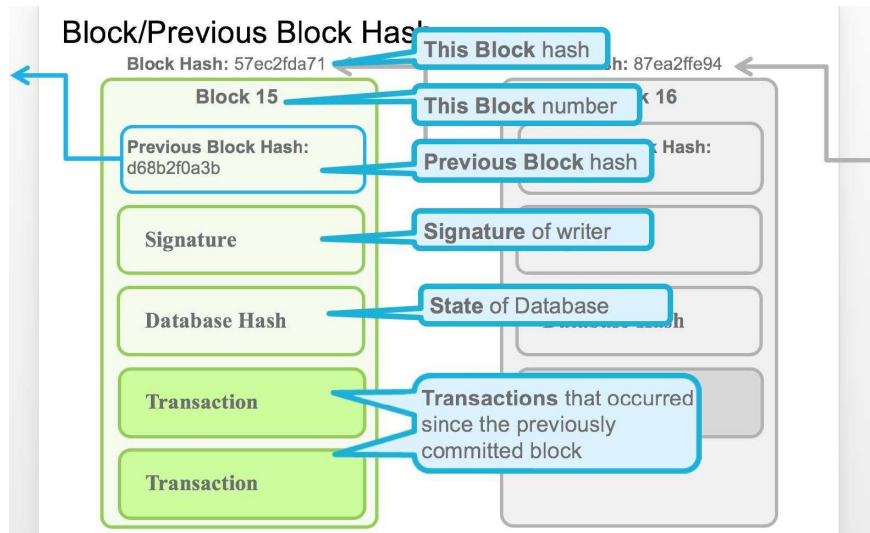 Block/Previous Block Hash
Block Hash: 57ec2fda71
This Block hash
sh: 87ea2ffe94
Block 15
This Block number
k 16
Previous Block Hash:
d68b2f0a3b
Previous Block hash
k Hash:
Signature
Signature of writer
Database Hash
State of Database
Transaction
Transactions that occurred
since the previously
committed block
Transaction